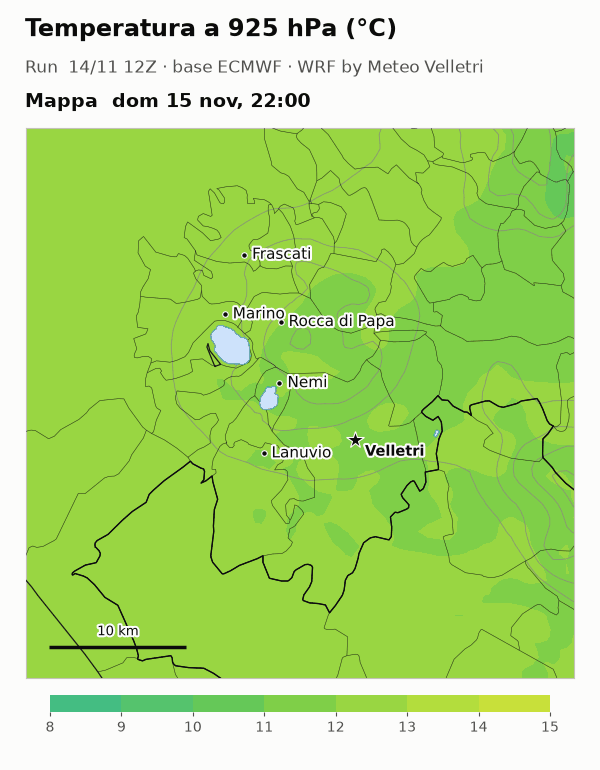 Temperatura a 925 hPa (°C)
Run  14/11 12Z · base ECMWF · WRF by Meteo Velletri
Mappa  dom 15 nov, 22:00
Frascati
Marino
Rocca di Papa
Nemi
Velletri
Lanuvio
10 km
8 9 10 11 12 13 14 15